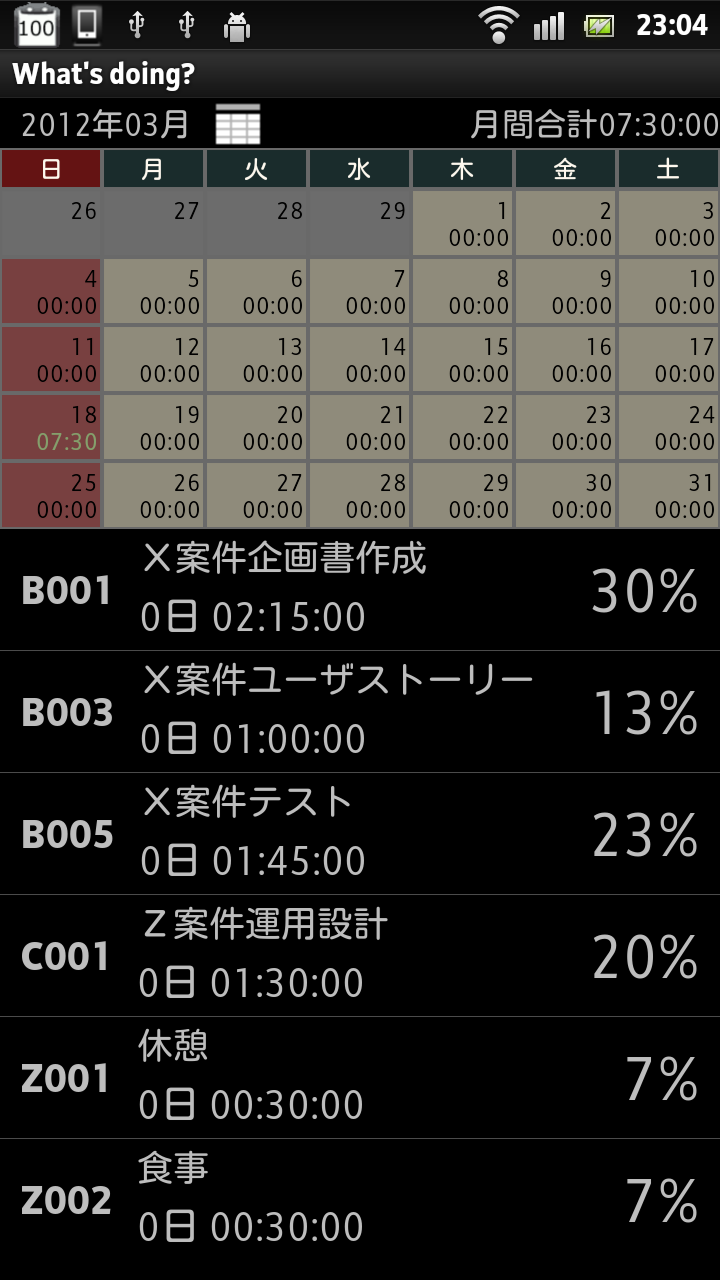 100 23:04
What's doing?
2012年03月 月間合計07:30:00
日 月 火 水 木 金 土
26 27 28 29 1 2 3
00:00 00:00 00:00
4 5 6 7 8 9 10
00:00 00:00 00:00 00:00 00:00 00:00 00:00
11 12 13 14 15 16 17
00:00 00:00 00:00 00:00 00:00 00:00 00:00
18 19 20 21 22 23 24
07:30 00:00 00:00 00:00 00:00 00:00 00:00
25 26 27 28 29 30 31
00:00 00:00 00:00 00:00 00:00 00:00 00:00
X案件企画書作成
B001 30%
0日 02:15:00
X案件ユーザストーリー
B003 13%
0日 01:00:00
X案件テスト
B005 23%
0日 01:45:00
Z案件運用設計
C001 20%
0日 01:30:00
休憩
Z001 7%
0日 00:30:00
食事
Z002 7%
0日 00:30:00